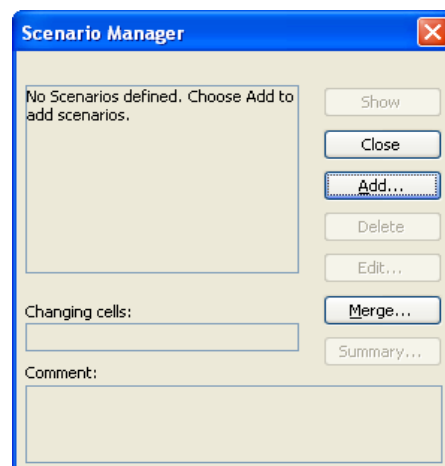 Scenario Manager
No Scenarios defined. Choose Add to
add scenarios.
Show
Close
Add...
Delete
Edit...
Changing cells:
Merge...
Summary...
Comment: